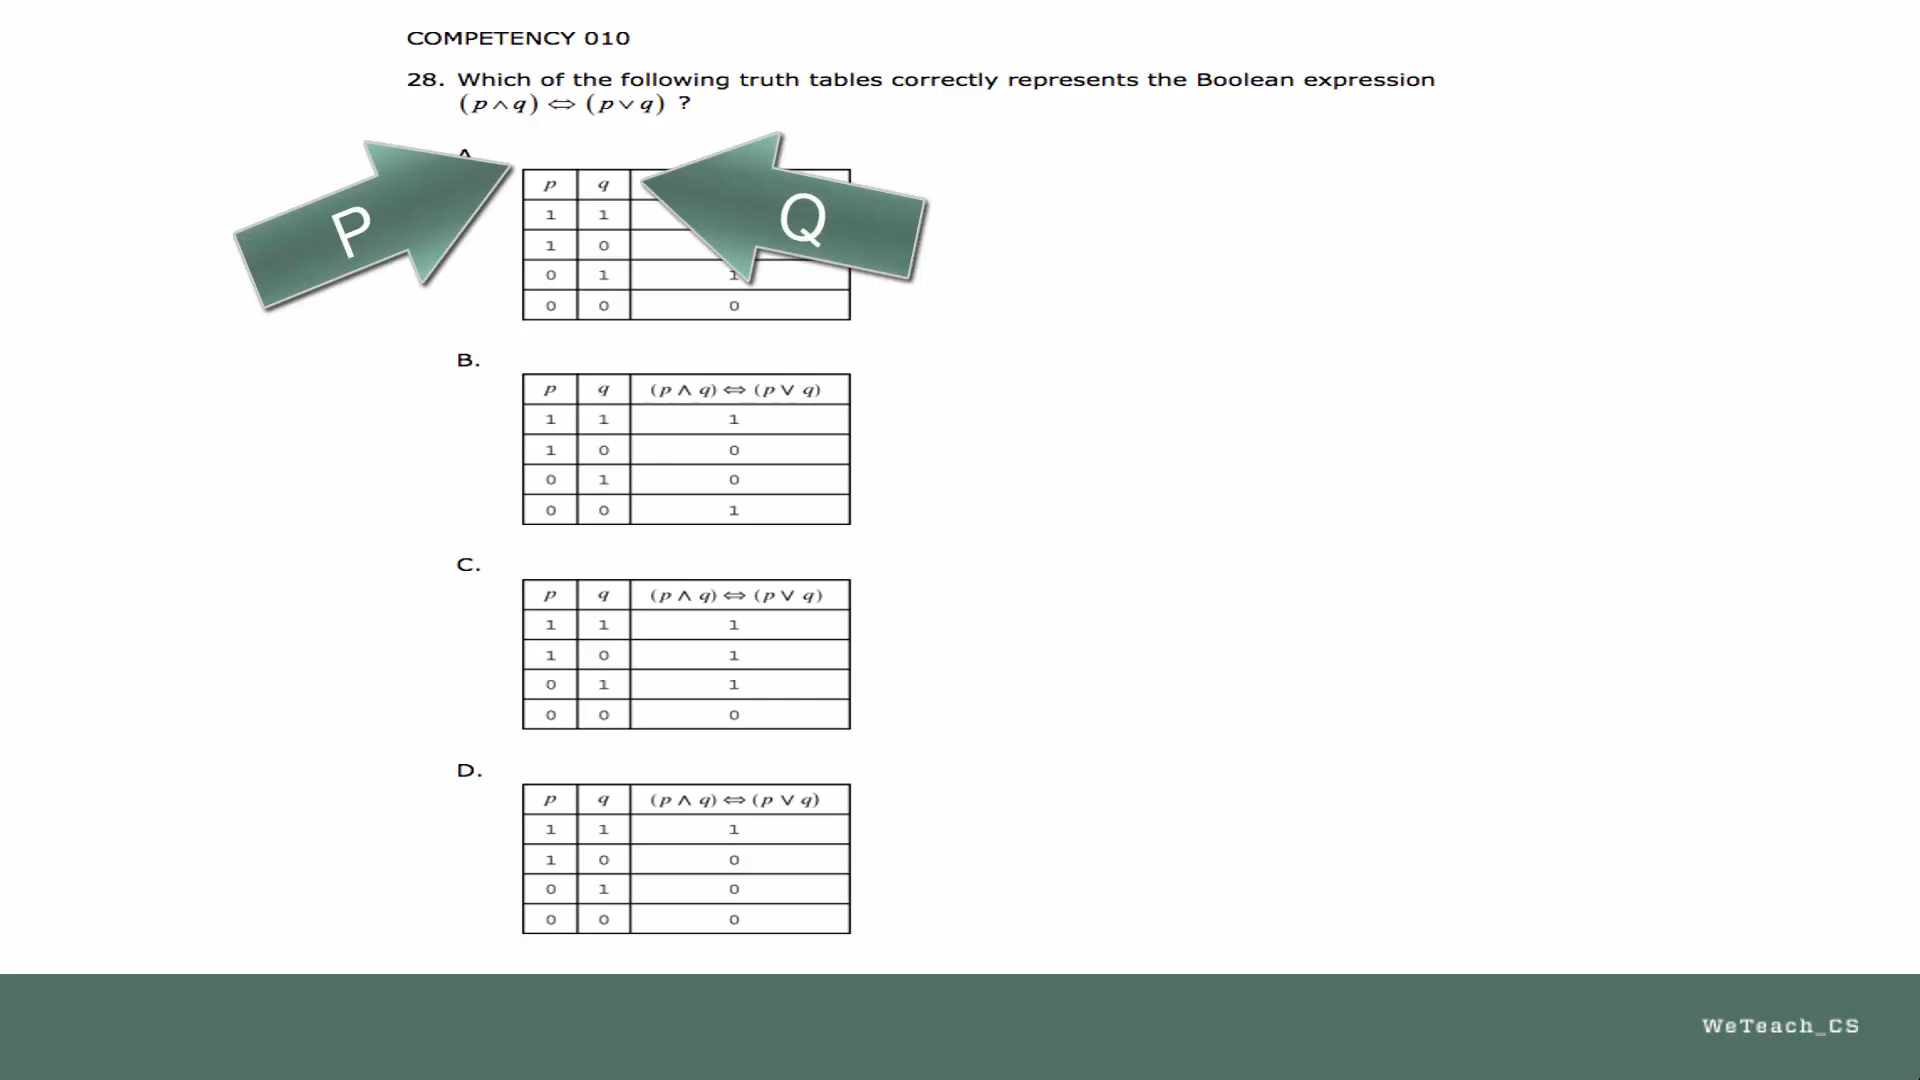 COMPETENCY 010
28. Which of the following truth tables correctly represents the Boolean expression
(p ∧ q) ⇔ (p ∨ q) ?
P
Q
p q
1 1
1 0
0 1 1
0 0 0
B.
p q (p ∧ q) ⇔ (p ∨ q)
1 1 1
1 0 0
0 1 0
0 0 1
C.
p q (p ∧ q) ⇔ (p ∨ q)
1 1 1
1 0 1
0 1 1
0 0 0
D.
p q (p ∧ q) ⇔ (p ∨ q)
1 1 1
1 0 0
0 1 0
0 0 0
WeTeach_CS